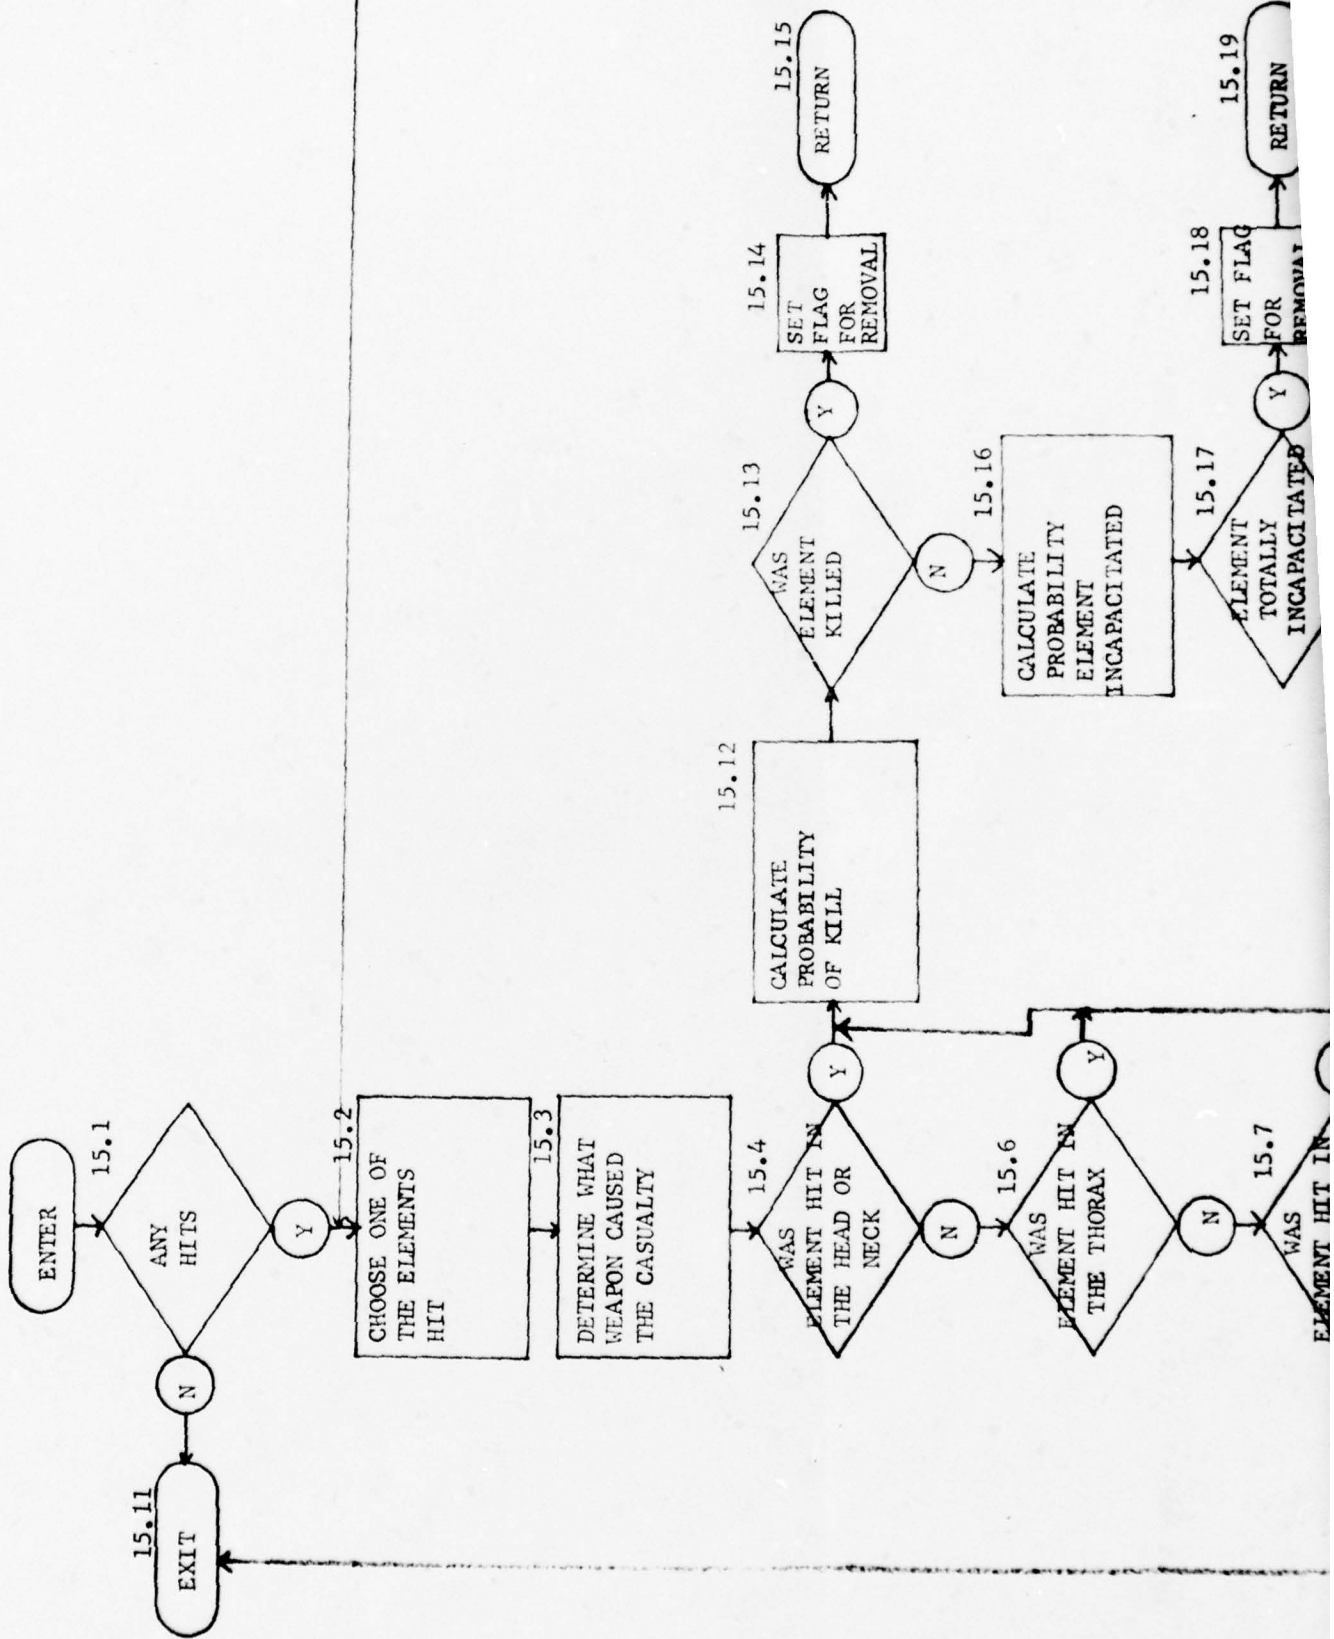 ENTER
15.1
ANY
HITS
N
15.11
EXIT
Y
15.2
CHOOSE ONE OF
THE ELEMENTS
HIT
15.3
DETERMINE WHAT
WEAPON CAUSED
THE CASUALTY
15.4
WAS
ELEMENT HIT IN
THE HEAD OR
NECK
Y
N
15.12
CALCULATE
PROBABILITY
OF KILL
15.13
WAS
ELEMENT
KILLED
Y
15.14
SET
FLAG
FOR
REMOVAL
15.15
RETURN
N
15.16
CALCULATE
PROBABILITY
ELEMENT
INCAPACITATED
15.17
ELEMENT
TOTALLY
INCAPACITATED
Y
15.18
SET FLAG
FOR
REMOVAL
15.19
RETURN
15.6
WAS
ELEMENT HIT IN
THE THORAX
Y
N
15.7
WAS
ELEMENT HIT IN